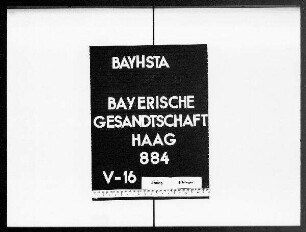 BAYHSTA
BAYERISCHE
GESANDTSCHAFT
HAAG
884
V-16